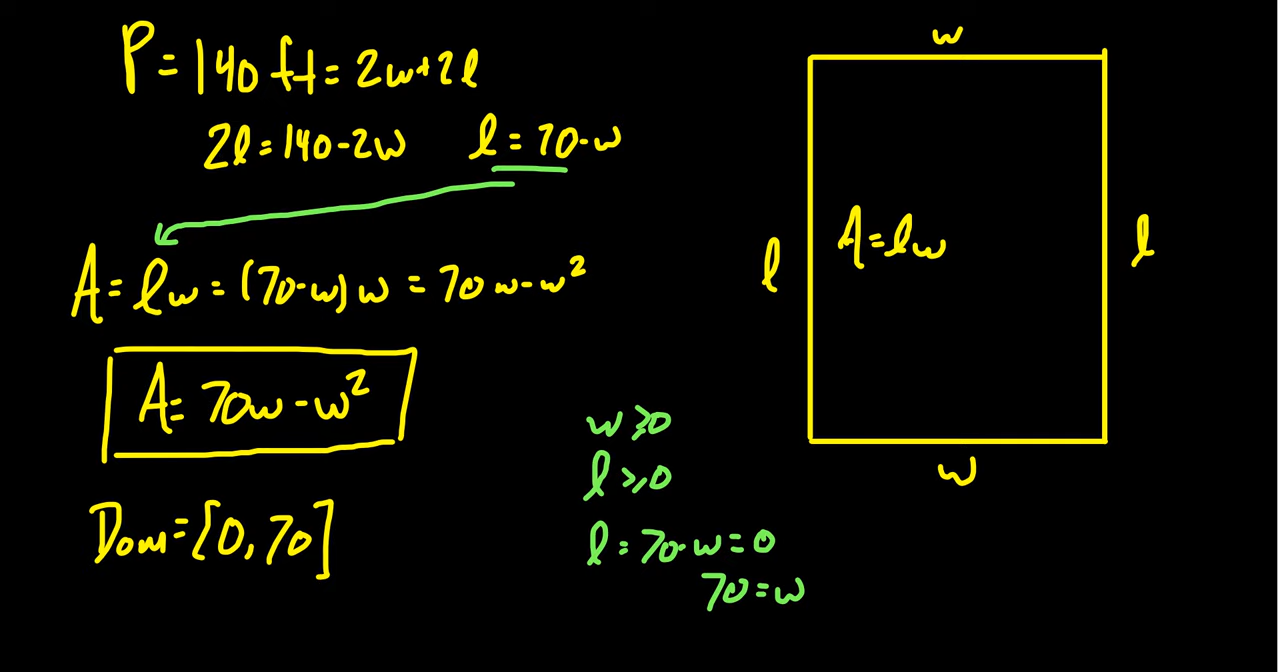 P = 140 ft = 2w + 2l
2l = 140 - 2w    l = 70 - w
A = lw = (70 - w) w = 70w - w²
A = 70w - w²
Dom = [0, 70]
w ≥ 0
l ≥ 0
l = 70 - w = 0
70 = w
w
l
A = lw
l
w